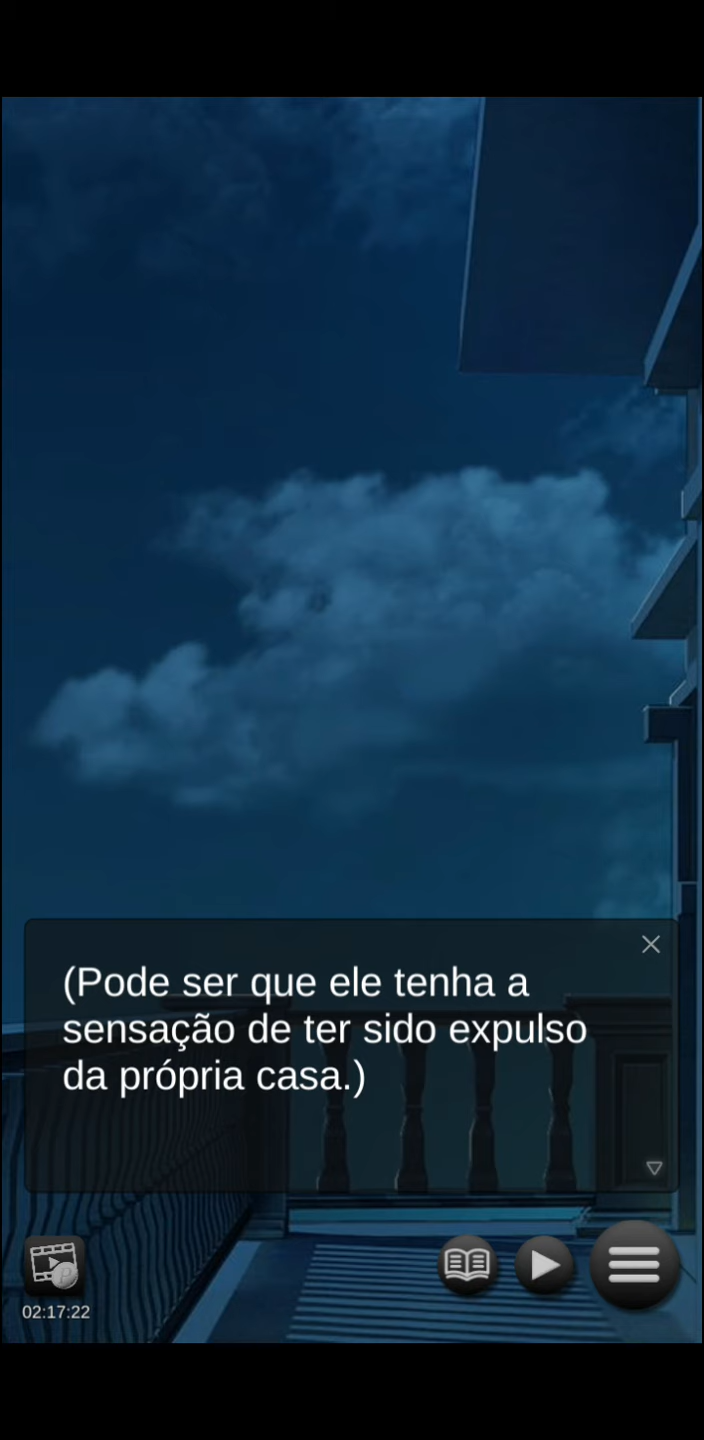 (Pode ser que ele tenha a
sensação de ter sido expulso
da própria casa.)
02:17:22